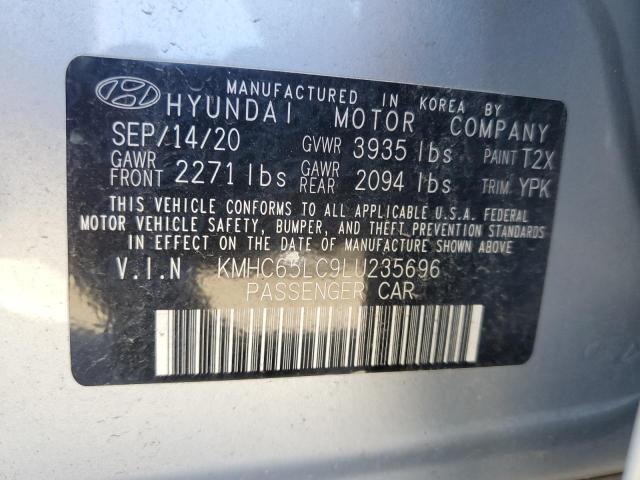 MANUFACTURED IN KOREA BY
HYUNDAI MOTOR COMPANY
SEP/14/20 GVWR 3935 lbs PAINT T2X
GAWR FRONT 2271 lbs GAWR REAR 2094 lbs TRIM YPK
THIS VEHICLE CONFORMS TO ALL APPLICABLE U.S.A. FEDERAL
MOTOR VEHICLE SAFETY, BUMPER, AND THEFT PREVENTION STANDARDS
IN EFFECT ON THE DATE OF MANUFACTURE SHOWN ABOVE
V.I.N KMHC65LC9LU235696
PASSENGER CAR